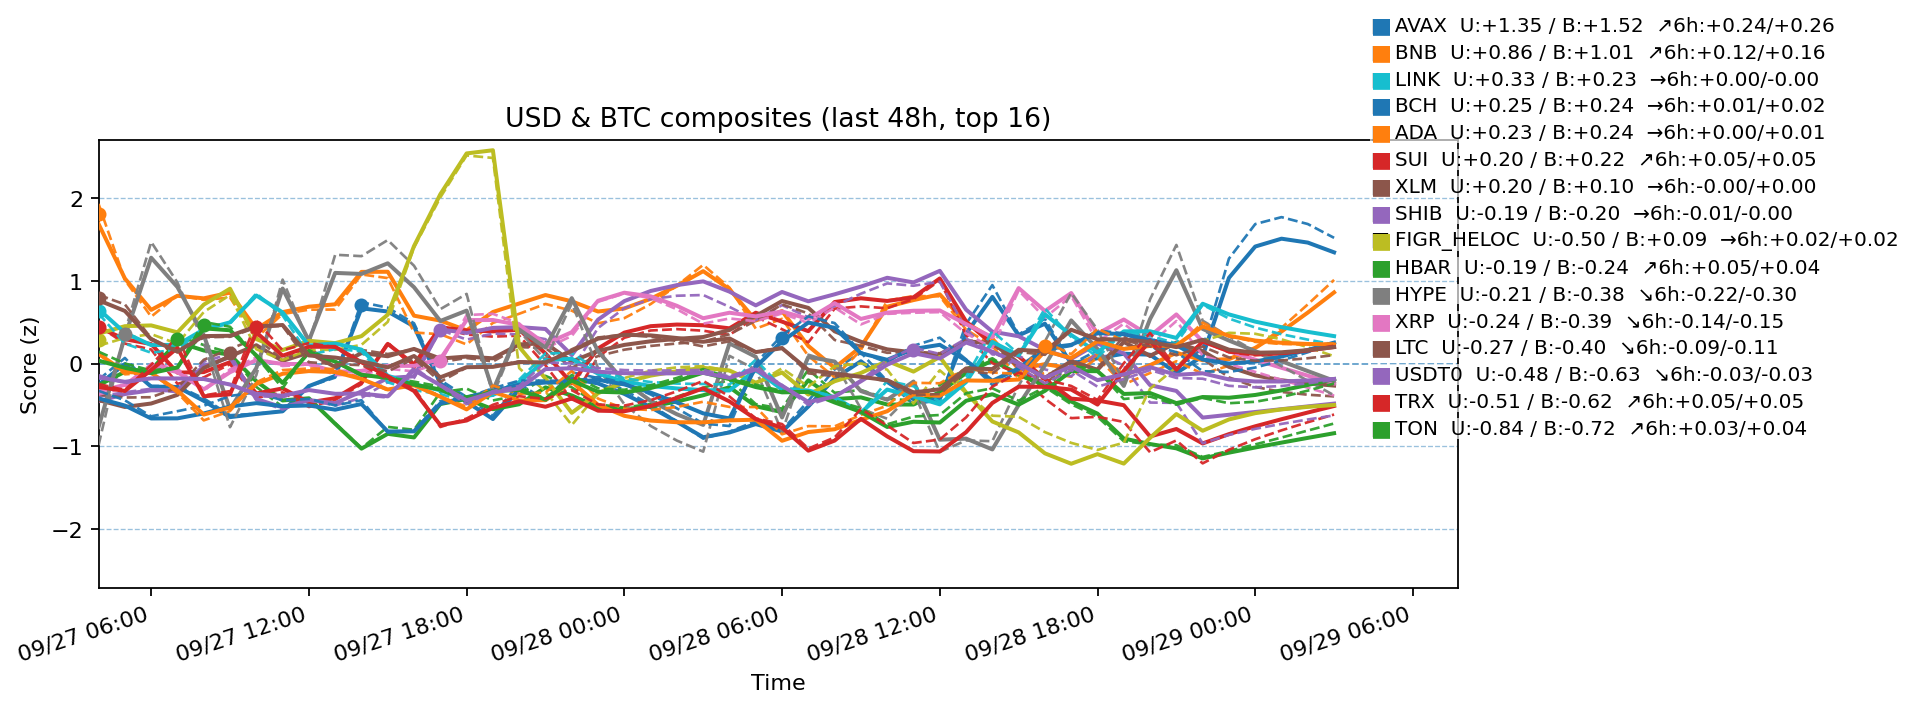 AVAX  U:+1.35 / B:+1.52  ↗6h:+0.24/+0.26
BNB  U:+0.86 / B:+1.01  ↗6h:+0.12/+0.16
LINK  U:+0.33 / B:+0.23  →6h:+0.00/-0.00
BCH  U:+0.25 / B:+0.24  →6h:+0.01/+0.02
ADA  U:+0.23 / B:+0.24  →6h:+0.00/+0.01
SUI  U:+0.20 / B:+0.22  ↗6h:+0.05/+0.05
XLM  U:+0.20 / B:+0.10  →6h:-0.00/+0.00
SHIB  U:-0.19 / B:-0.20  →6h:-0.01/-0.00
FIGR_HELOC  U:-0.50 / B:+0.09  →6h:+0.02/+0.02
HBAR  U:-0.19 / B:-0.24  ↗6h:+0.05/+0.04
HYPE  U:-0.21 / B:-0.38  ↘6h:-0.22/-0.30
XRP  U:-0.24 / B:-0.39  ↘6h:-0.14/-0.15
LTC  U:-0.27 / B:-0.40  ↘6h:-0.09/-0.11
USDT0  U:-0.48 / B:-0.63  ↘6h:-0.03/-0.03
TRX  U:-0.51 / B:-0.62  ↗6h:+0.05/+0.05
TON  U:-0.84 / B:-0.72  ↗6h:+0.03/+0.04
USD & BTC composites (last 48h, top 16)
Score (z)
2
1
0
−1
−2
09/27 06:00
09/27 12:00
09/27 18:00
09/28 00:00
09/28 06:00
09/28 12:00
09/28 18:00
09/29 00:00
09/29 06:00
Time